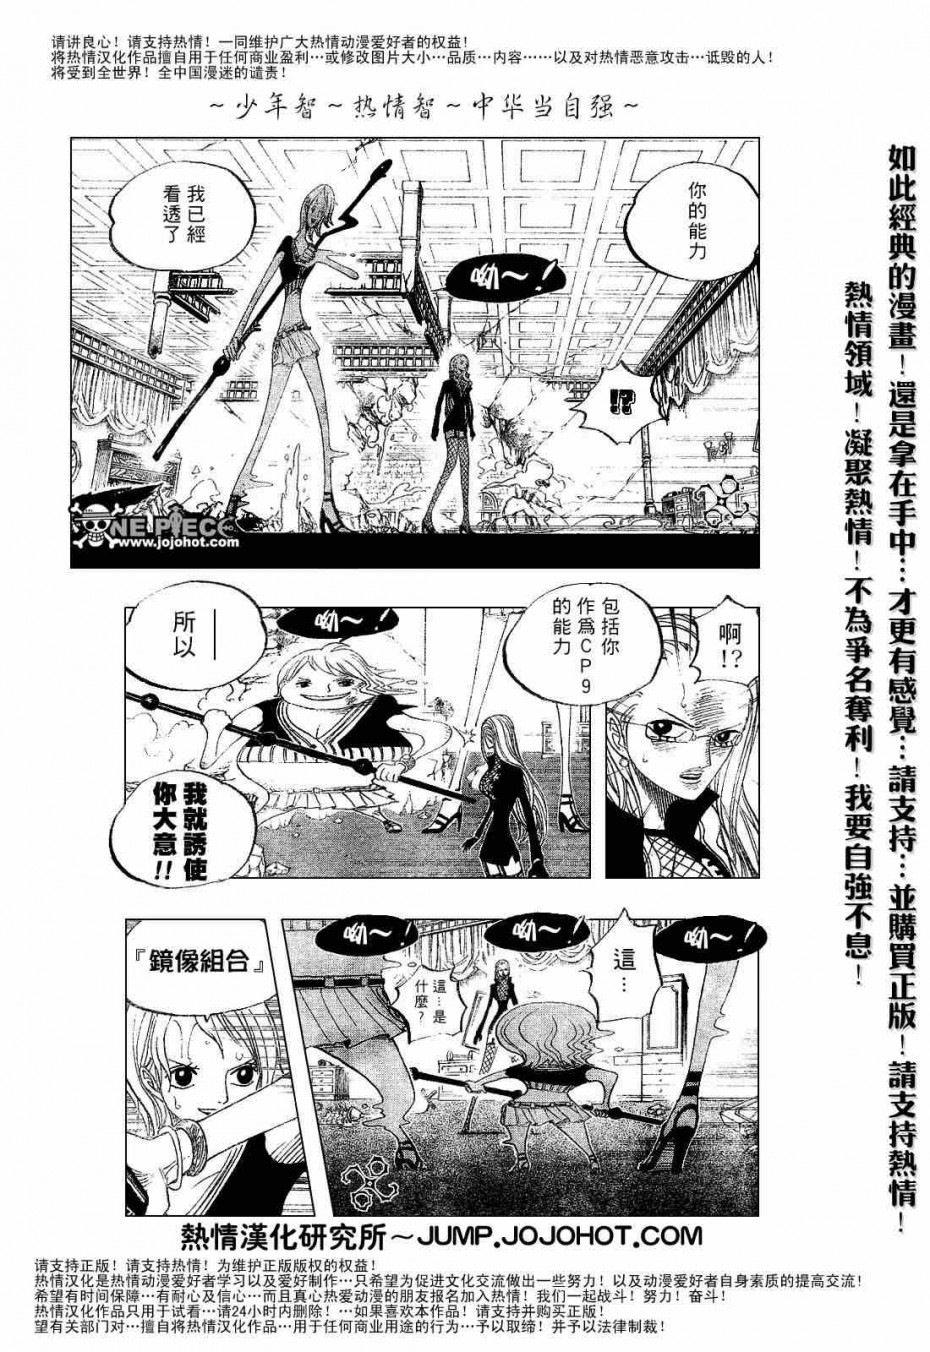 请讲良心！请支持热情！一同维护广大热情动漫爱好者的权益！
将热情汉化作品擅自用于任何商业盈利…或修改图片大小…品质…内容……以及对热情恶意攻击…诋毁的人！
将受到全世界！全中国漫迷的谴责！
～少年智～热情智～中华当自强～
如此經典的漫畫！還是拿在手中…才更有感覺…請支持…並購買正版！請支持熱情！
熱情領域！凝聚熱情！不為爭名奪利！我要自強不息！
你的能力
呦～！
我已經
看透了
!?
ONE PIECE
www.jojohot.com
啊!?
包括你
作爲CP9
的能力
呦～！
所以
——
我就誘使
你大意!!
呦～！
這…
呦～！
這…是
什麼？
呦～！
『鏡像組合』
熱情漢化研究所～JUMP.JOJOHOT.COM
请支持正版！请支持热情！为维护正版版权的权益！
热情汉化是热情动漫爱好者学习以及爱好制作…只希望为促进文化交流做出一些努力！以及动漫爱好者自身素质的提高交流！
希望有时间保障…有耐心及信心…而且真心热爱动漫的朋友报名加入热情！我们一起战斗！努力！奋斗！
热情汉化作品只用于试看…请24小时内删除！…如果喜欢本作品！请支持并购买正版！
望有关部门对…擅自将热情汉化作品…用于任何商业用途的行为…予以取缔！并予以法律制裁！